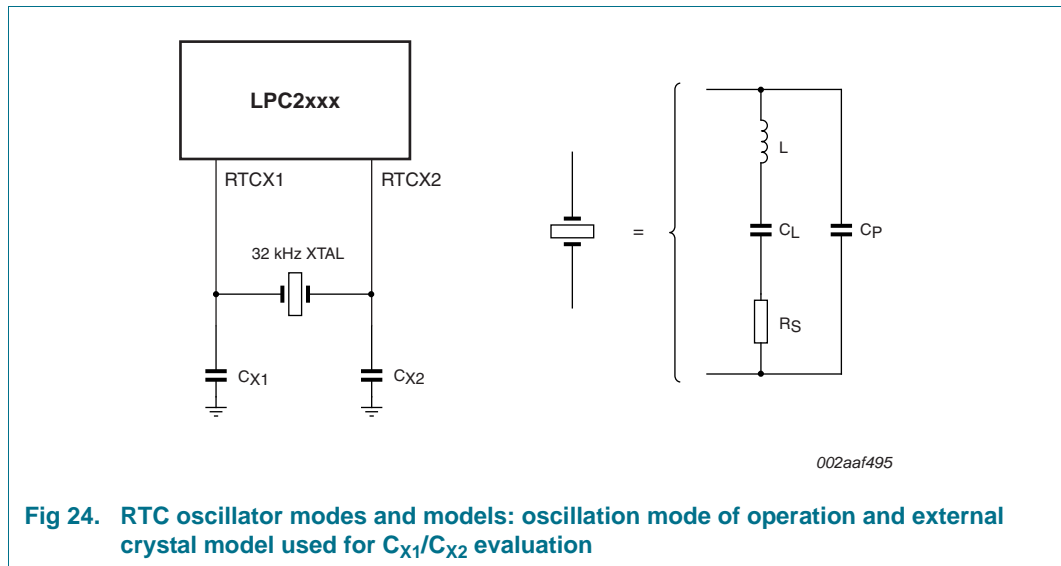 LPC2xxx
RTCX1
RTCX2
32 kHz XTAL
CX1
CX2
=
L
CL
CP
RS
002aaf495
Fig 24. RTC oscillator modes and models: oscillation mode of operation and external
crystal model used for CX1/CX2 evaluation